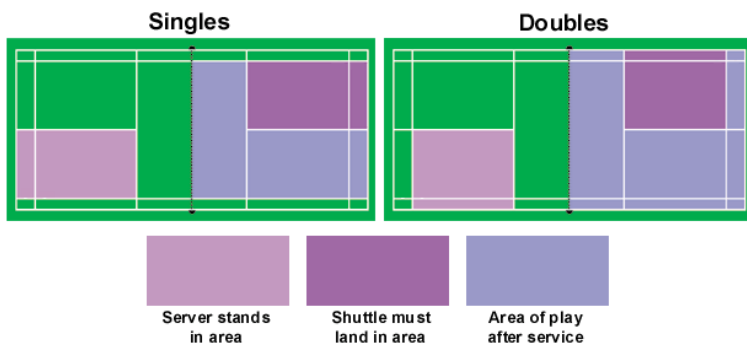 Singles
Doubles
Server stands
in area
Shuttle must
land in area
Area of play
after service